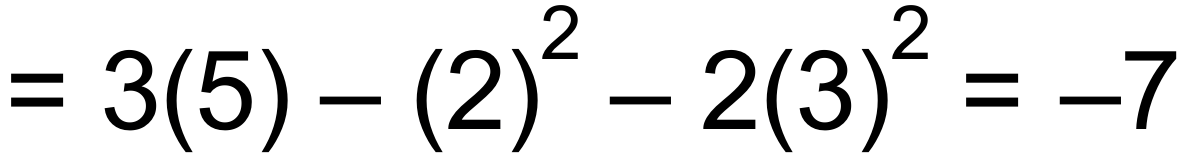 = 3(5) − (2)² − 2(3)² = −7